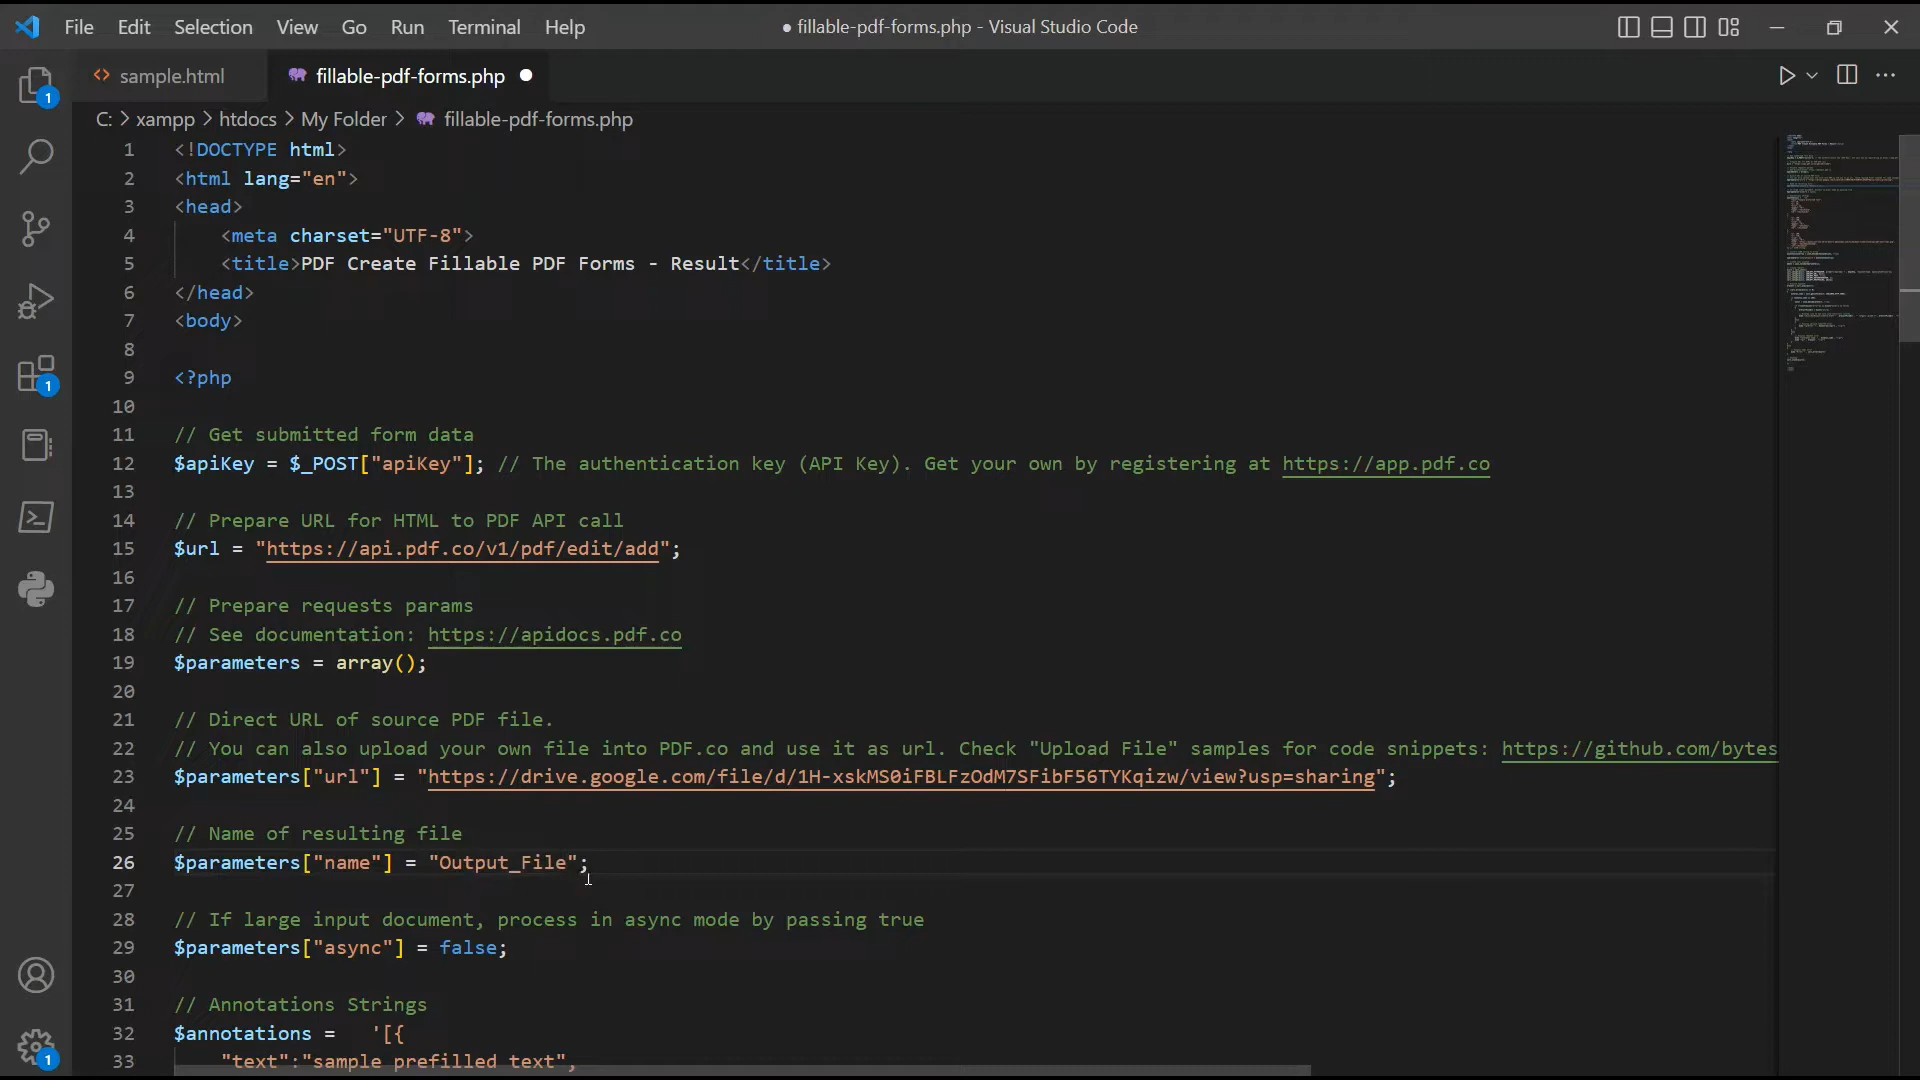 File Edit Selection View Go Run Terminal Help
● fillable-pdf-forms.php - Visual Studio Code
sample.html
fillable-pdf-forms.php
C: > xampp > htdocs > My Folder > fillable-pdf-forms.php
1 <!DOCTYPE html>
2 <html lang="en">
3 <head>
4 <meta charset="UTF-8">
5 <title>PDF Create Fillable PDF Forms - Result</title>
6 </head>
7 <body>
8
9 <?php
10
11 // Get submitted form data
12 $apiKey = $_POST["apiKey"]; // The authentication key (API Key). Get your own by registering at https://app.pdf.co
13
14 // Prepare URL for HTML to PDF API call
15 $url = "https://api.pdf.co/v1/pdf/edit/add";
16
17 // Prepare requests params
18 // See documentation: https://apidocs.pdf.co
19 $parameters = array();
20
21 // Direct URL of source PDF file.
22 // You can also upload your own file into PDF.co and use it as url. Check "Upload File" samples for code snippets: https://github.com/bytes
23 $parameters["url"] = "https://drive.google.com/file/d/1H-xskMS0iFBLFzOdM7SFibF56TYKqizw/view?usp=sharing";
24
25 // Name of resulting file
26 $parameters["name"] = "Output_File";
27
28 // If large input document, process in async mode by passing true
29 $parameters["async"] = false;
30
31 // Annotations Strings
32 $annotations =   '[{
33 "text":"sample prefilled text",
1
1
1